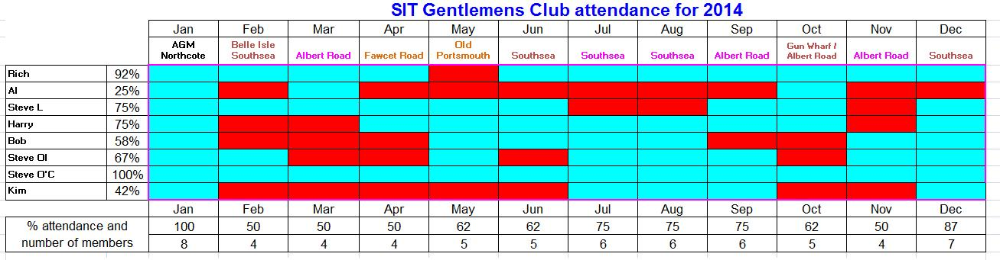 SIT Gentlemens Club attendance for 2014
Jan Feb Mar Apr May Jun Jul Aug Sep Oct Nov Dec
AGM Northcote Belle Isle Southsea Albert Road Fawcet Road Old Portsmouth Southsea Southsea Southsea Albert Road Gun Wharf / Albert Road Albert Road Southsea
Rich 92%
Al 25%
Steve L 75%
Harry 75%
Bob 58%
Steve Ol 67%
Steve O'C 100%
Kim 42%
Jan Feb Mar Apr May Jun Jul Aug Sep Oct Nov Dec
% attendance and 100 50 50 50 62 62 75 75 75 62 50 87
number of members 8 4 4 4 5 5 6 6 6 5 4 7